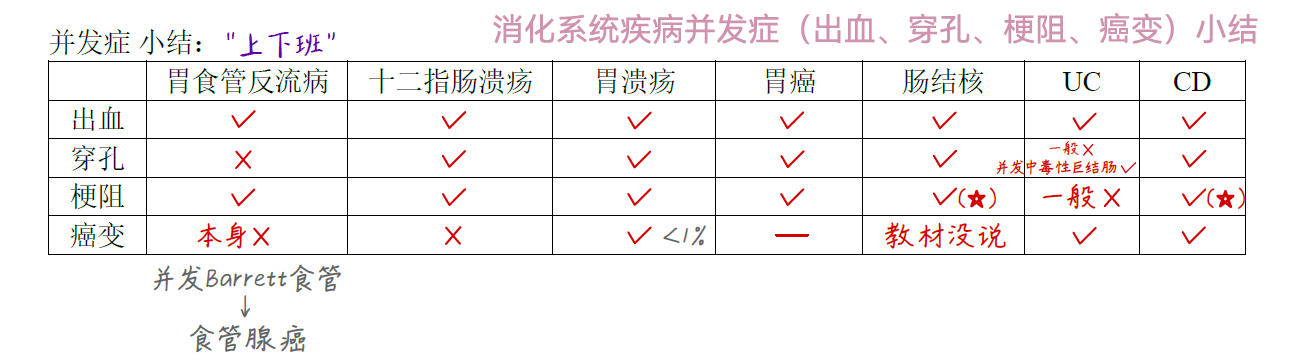 消化系统疾病并发症（出血、穿孔、梗阻、癌变）小结
并发症 小结："上下班"
胃食管反流病 十二指肠溃疡 胃溃疡 胃癌 肠结核 UC CD
出血 ✓ ✓ ✓ ✓ ✓ ✓ ✓
穿孔 × ✓ ✓ ✓ ✓ 一般× 并发中毒性巨结肠✓ ✓
梗阻 ✓ ✓ ✓ ✓ ✓(☆) 一般× ✓(☆)
癌变 本身× × ✓<1% — 教材没说 ✓ ✓
并发Barrett食管
↓
食管腺癌